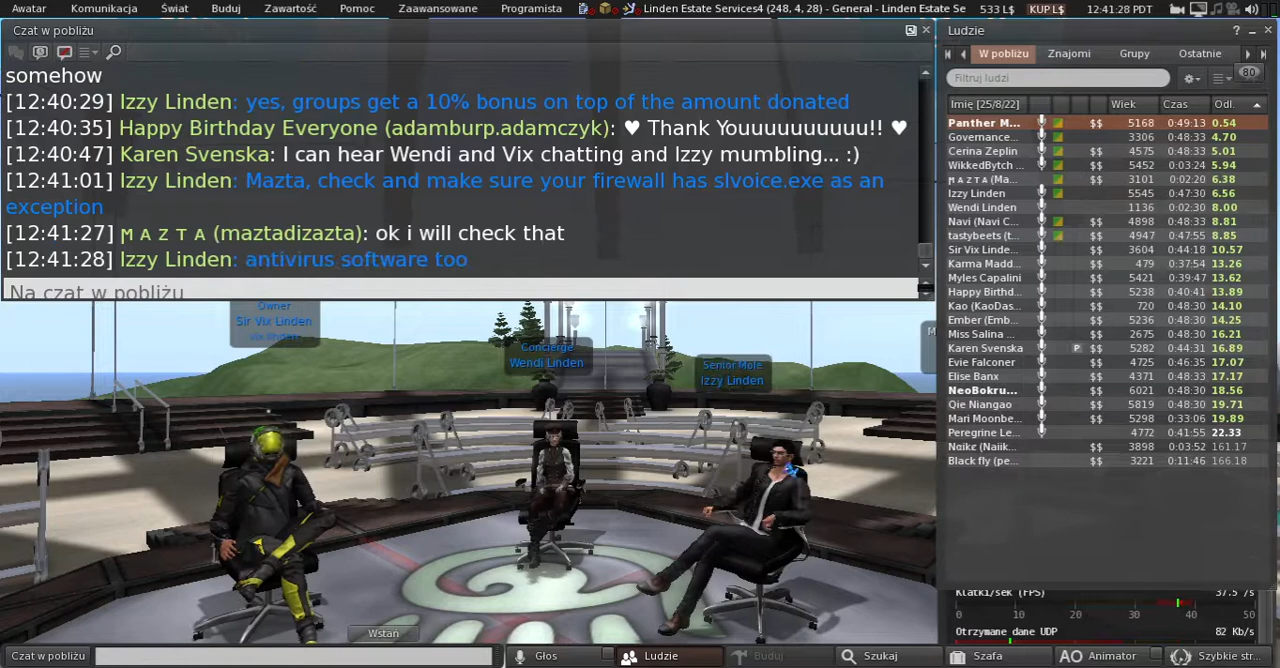 Awatar Komunikacja Świat Buduj Zawartość Pomoc Zaawansowane Programista Linden Estate Services4 (248, 4, 28) - General - Linden Estate Se 533 L$ KUP L$ 12:41:28 PDT
Czat w pobliżu
somehow
[12:40:29] Izzy Linden: yes, groups get a 10% bonus on top of the amount donated
[12:40:35] Happy Birthday Everyone (adamburp.adamczyk): ♥ Thank Youuuuuuuuuu!! ♥
[12:40:47] Karen Svenska: I can hear Wendi and Vix chatting and Izzy mumbling... :)
[12:41:01] Izzy Linden: Mazta, check and make sure your firewall has slvoice.exe as an
exception
[12:41:27] ϻ ᴀ ᴢ ᴛ ᴀ (maztadizazta): ok i will check that
[12:41:28] Izzy Linden: antivirus software too
Na czat w pobliżu
Owner
Sir Vix Linden
Concierge
Wendi Linden
Senior Mole
Izzy Linden
Wstań
Ludzie
W pobliżu Znajomi Grupy Ostatnie
Filtruj ludzi
80
Imię [25/8/22] Wiek Czas Odl.
Panther M... $$ 5168 0:49:13 0.54
Governance... 3306 0:48:33 4.70
Cerina Zeplin $$ 4575 0:48:33 5.01
WikkedBytch ... $$ 5452 0:03:24 5.94
ϻ ᴀ ᴢ ᴛ ᴀ (Ma... $$ 3101 0:02:20 6.38
Izzy Linden 5545 0:47:30 6.56
Wendi Linden 1136 0:02:30 8.00
Navi (Navi C... $$ 4898 0:48:33 8.81
tastybeets (t... $$ 4947 0:47:55 8.85
Sir Vix Linde... 3604 0:44:18 10.57
Karma Madd... $$ 479 0:37:54 13.26
Myles Capalini $$ 5421 0:39:47 13.62
Happy Birthd... $$ 5238 0:40:41 13.89
Kao (KaoDas... $$ 720 0:48:30 14.10
Ember (Emb... $$ 5236 0:48:30 14.25
Miss Salina ... $$ 2675 0:48:30 16.21
Karen Svenska P $$ 5282 0:44:31 16.89
Evie Falconer $$ 4725 0:46:35 17.07
Elise Banx $$ 4371 0:48:33 17.17
NeoBokru... $$ 6021 0:48:30 18.56
Qie Niangao $$ 5819 0:48:30 19.71
Mari Moonbe... $$ 5298 0:33:06 19.89
Peregrine Le... 4772 0:41:55 22.33
Naike (Naiik... $$ 3898 0:03:52 161.17
Black fly (pe... $$ 3221 0:11:46 166.18
Klatki/sek (FPS) 37.5 /s
0 10 20 30 40 50
Otrzymane dane UDP 82 Kb/s
Czat w pobliżu Głos Ludzie Buduj Szukaj Szafa AO Animator Szybkie str...